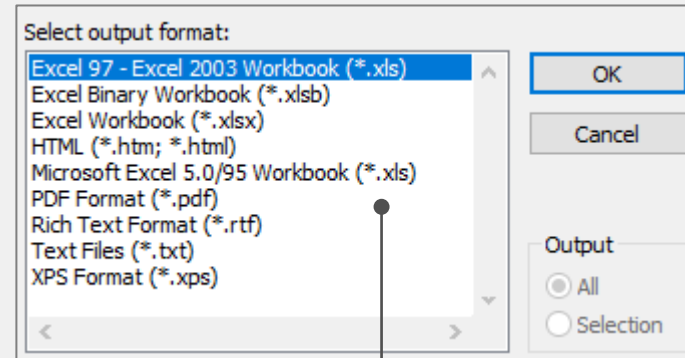 Select output format:
Excel 97 - Excel 2003 Workbook (*.xls)
Excel Binary Workbook (*.xlsb)
Excel Workbook (*.xlsx)
HTML (*.htm; *.html)
Microsoft Excel 5.0/95 Workbook (*.xls)
PDF Format (*.pdf)
Rich Text Format (*.rtf)
Text Files (*.txt)
XPS Format (*.xps)
OK
Cancel
Output
All
Selection